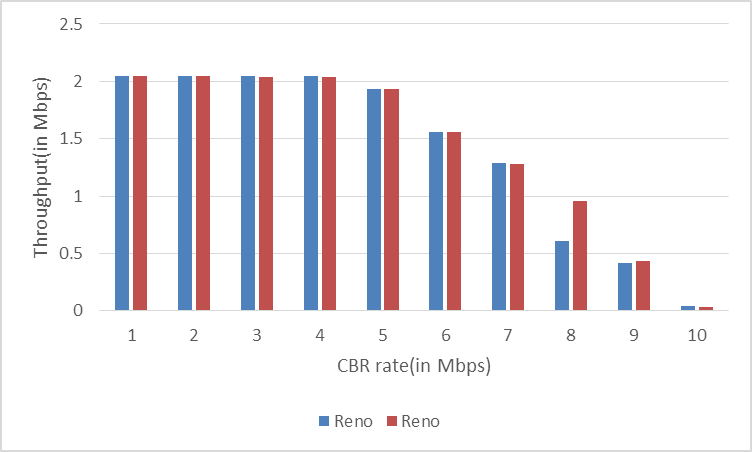 2.5
2
1.5
1
0.5
0
Throughput(in Mbps)
1 2 3 4 5 6 7 8 9 10
CBR rate(in Mbps)
Reno Reno